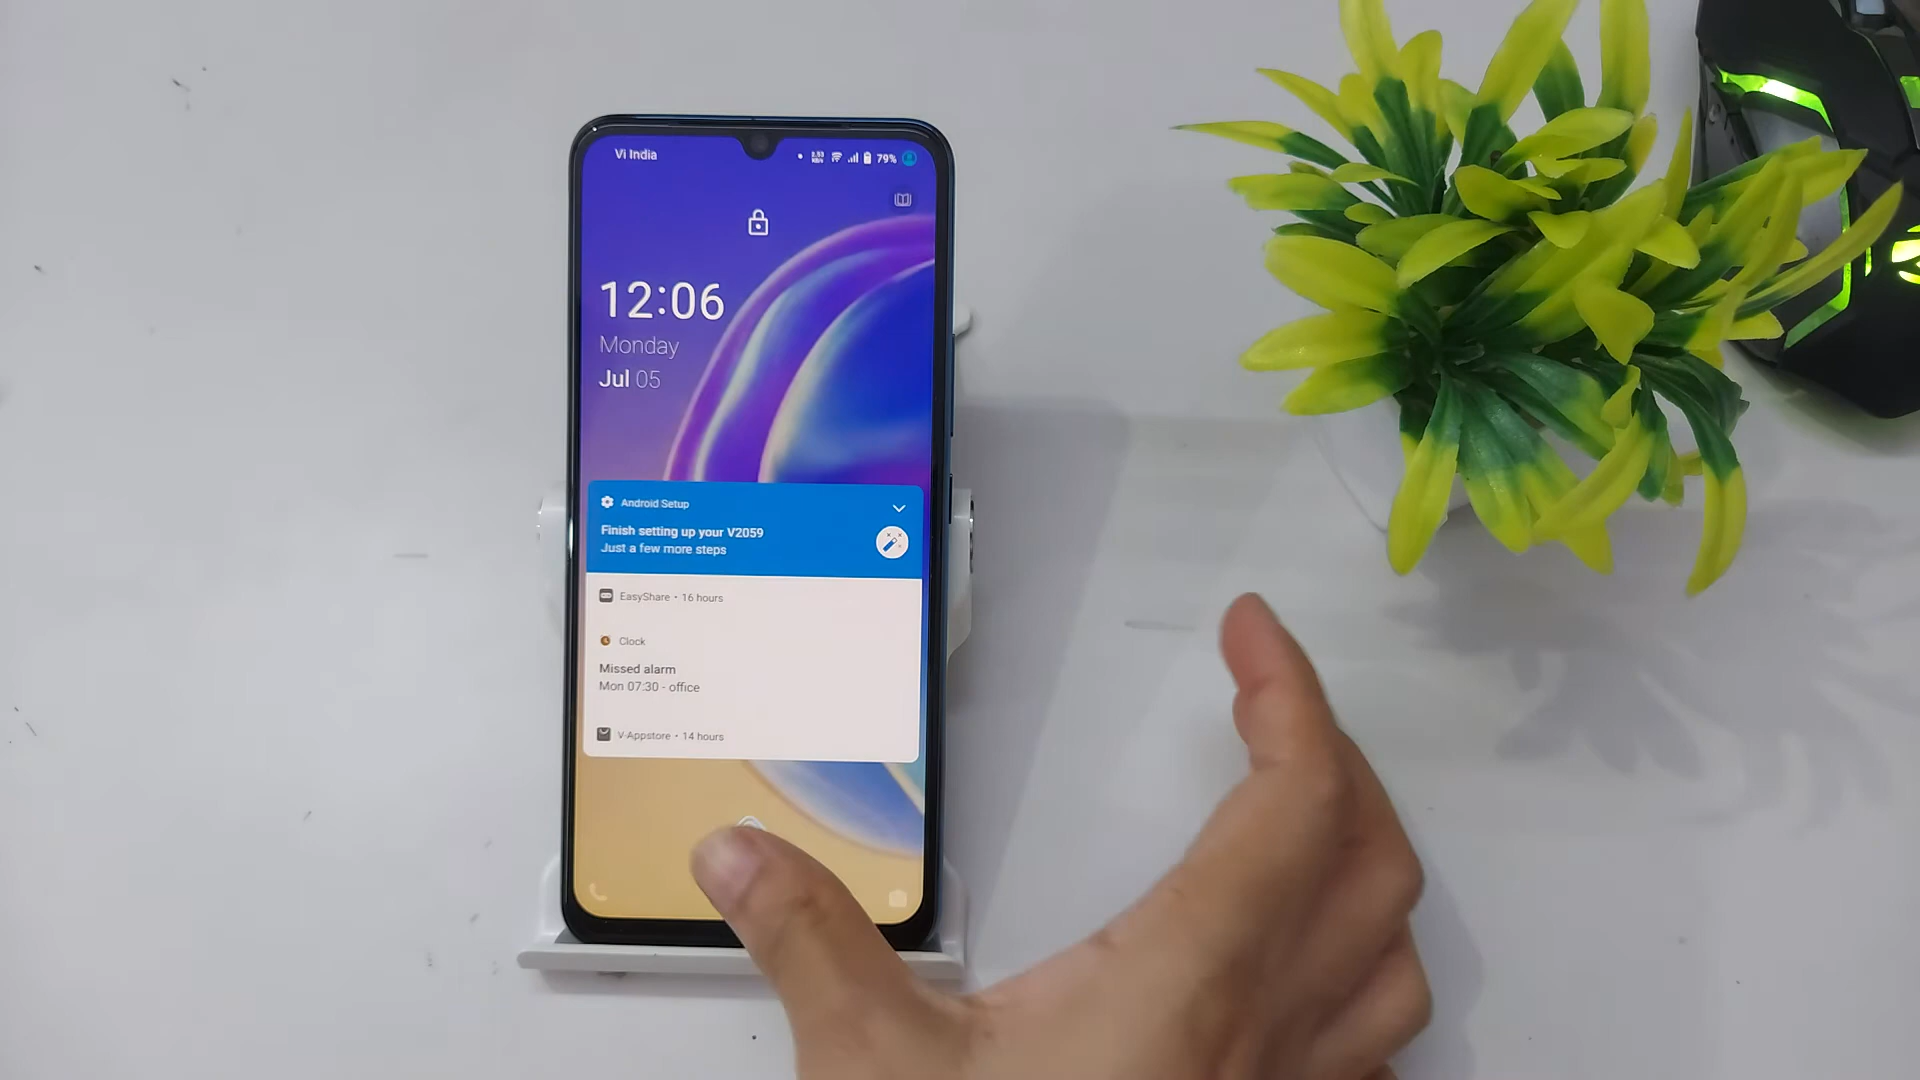 Vi India
79%
12:06
Monday
Jul 05
Android Setup
Finish setting up your V2059
Just a few more steps
EasyShare • 16 hours
Clock
Missed alarm
Mon 07:30 - office
V-Appstore • 14 hours